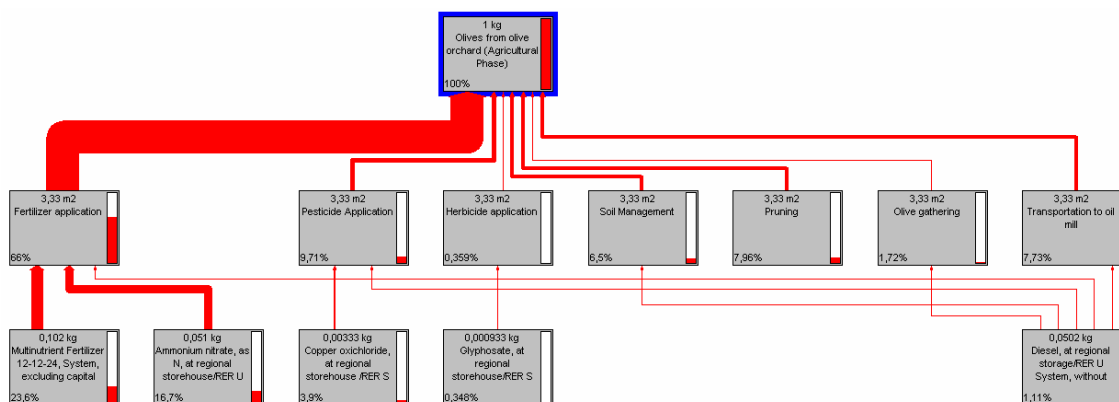 1 kg
Olives from olive
orchard (Agricultural
Phase)
100%
3,33 m2
Fertilizer application
66%
3,33 m2
Pesticide Application
9,71%
3,33 m2
Herbicide application
0,359%
3,33 m2
Soil Management
6,5%
3,33 m2
Pruning
7,96%
3,33 m2
Olive gathering
1,72%
3,33 m2
Transportation to oil
mill
7,73%
0,102 kg
Multinutrient Fertilizer
12-12-24, System,
excluding capital
23,6%
0,051 kg
Ammonium nitrate, as
N, at regional
storehouse/RER U
16,7%
0,00333 kg
Copper oxichloride,
at regional
storehouse /RER S
3,9%
0,000933 kg
Glyphosate, at
regional
storehouse/RER S
0,348%
0,0502 kg
Diesel, at regional
storage/RER U
System, without
1,11%